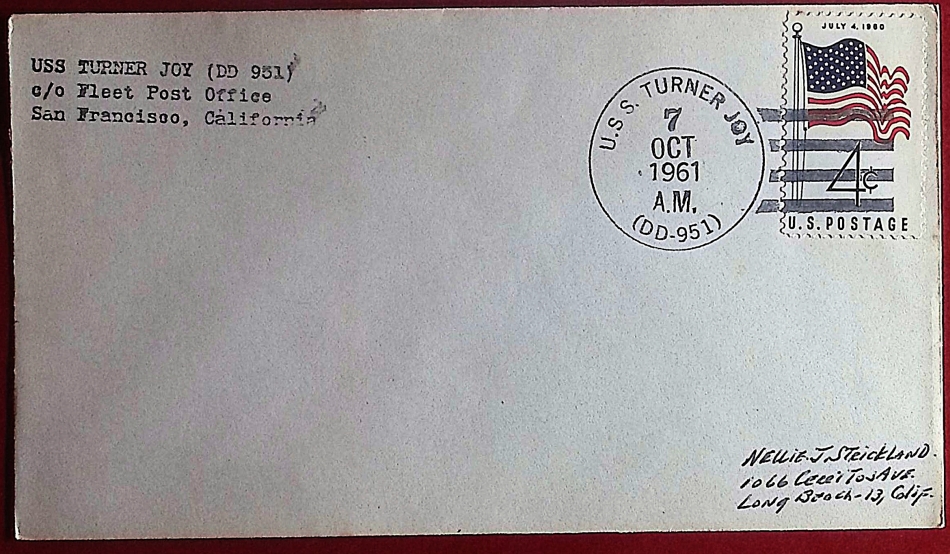 USS TURNER JOY (DD 951)
c/o Fleet Post Office
San Francisco, California
U.S.S. TURNER JOY
7
OCT
1961
A.M.
(DD-951)
JULY 4, 1960
4¢
U.S. POSTAGE
NELLIE J STRICKLAND.
1066 Cerritos Ave.
Long Beach-13, Calif.